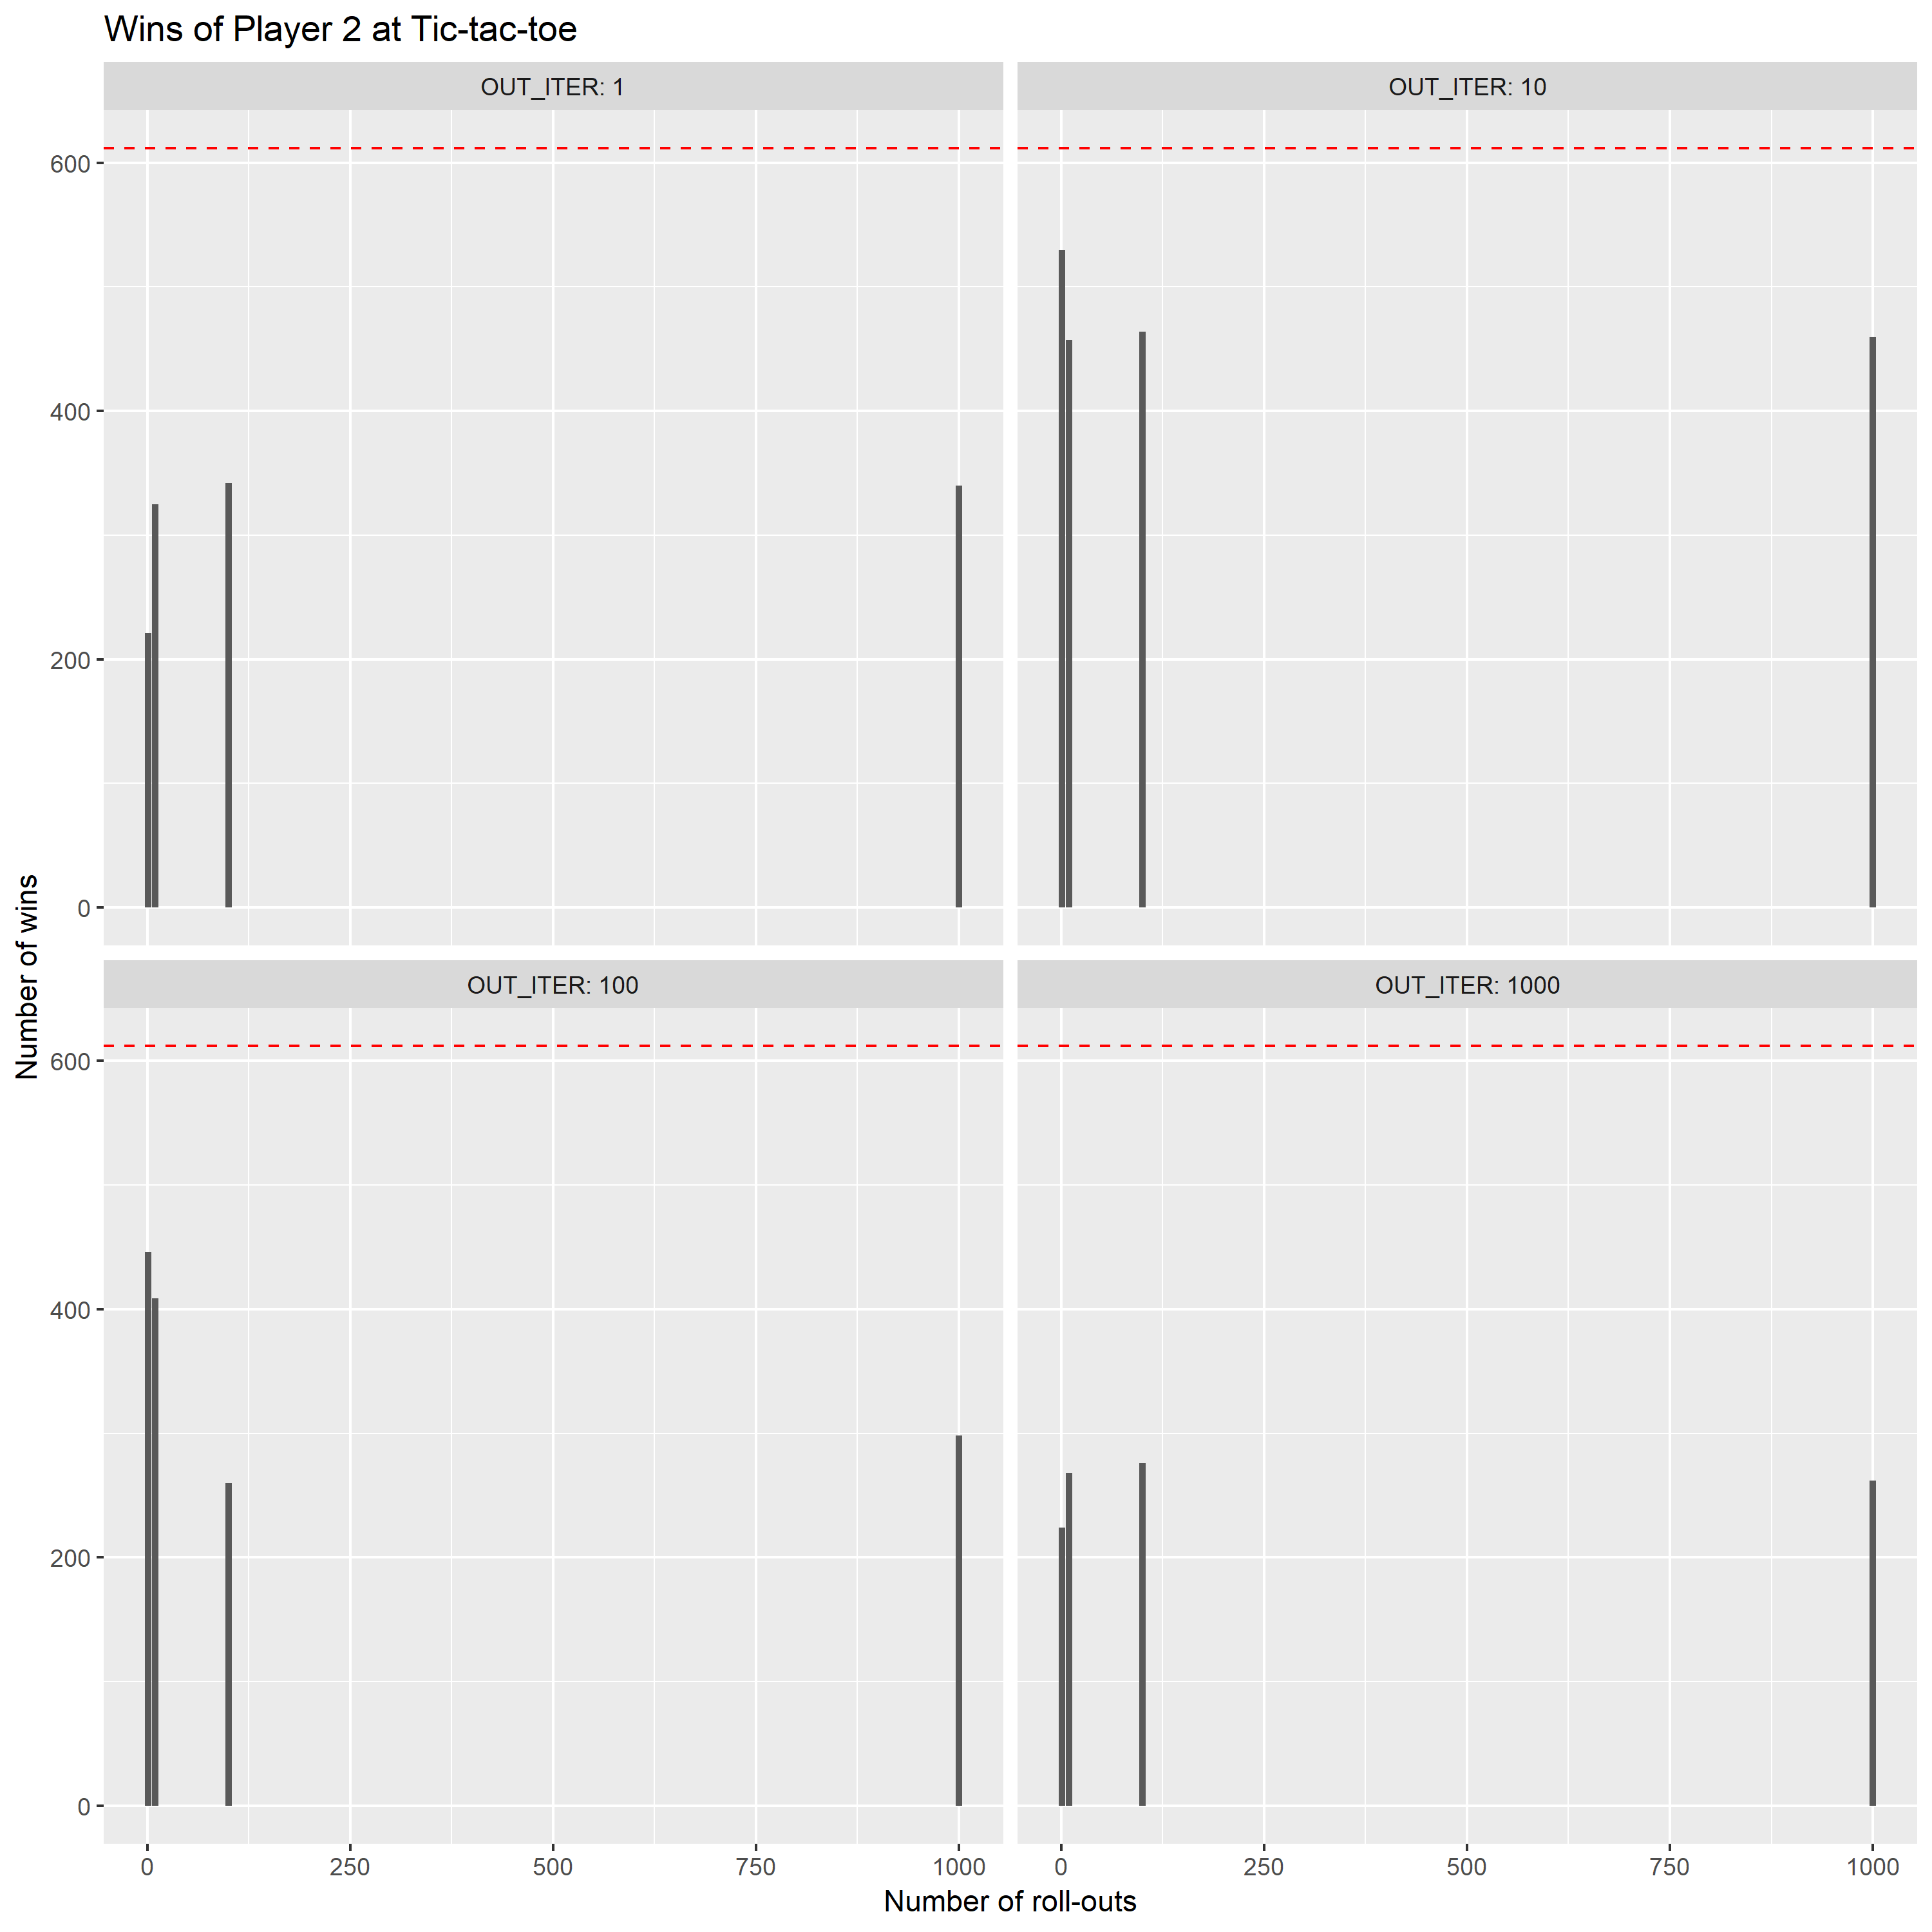 Wins of Player 2 at Tic-tac-toe
OUT_ITER: 1
OUT_ITER: 10
600
400
200
0
Number of wins
OUT_ITER: 100
OUT_ITER: 1000
600
400
200
0
0 250 500 750 1000
0 250 500 750 1000
Number of roll-outs